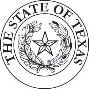 THE STATE OF TEXAS